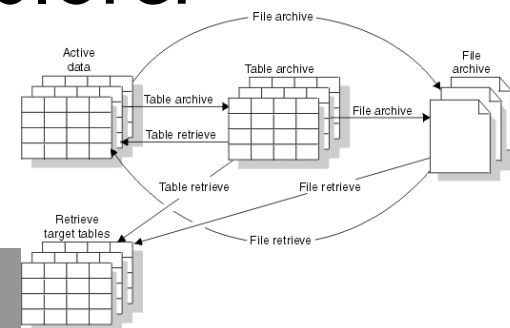 File archive
Active
data
Table archive
File
archive
Table archive
File archive
Table retrieve
Table retrieve
File retrieve
Retrieve
target tables
File retrieve